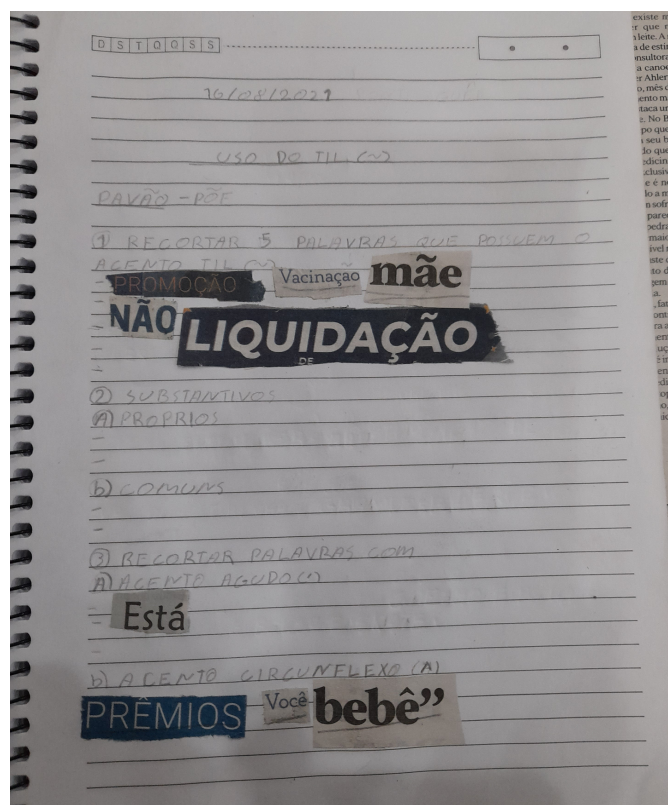 D S T Q Q S S
16/08/2021
USO DO TIL (~)
PAVÃO - PÕE
① RECORTAR 5 PALAVRAS QUE POSSUEM O
ACENTO TIL (~)
PROMOÇÃO Vacinação mãe
NÃO LIQUIDAÇÃO
DE
② SUBSTANTIVOS
A) PROPRIOS
b) COMUNS
③ RECORTAR PALAVRAS COM
A) ACENTO AGUDO (´)
Está
b) ACENTO CIRCUNFLEXO (^)
PRÊMIOS Você bebê”